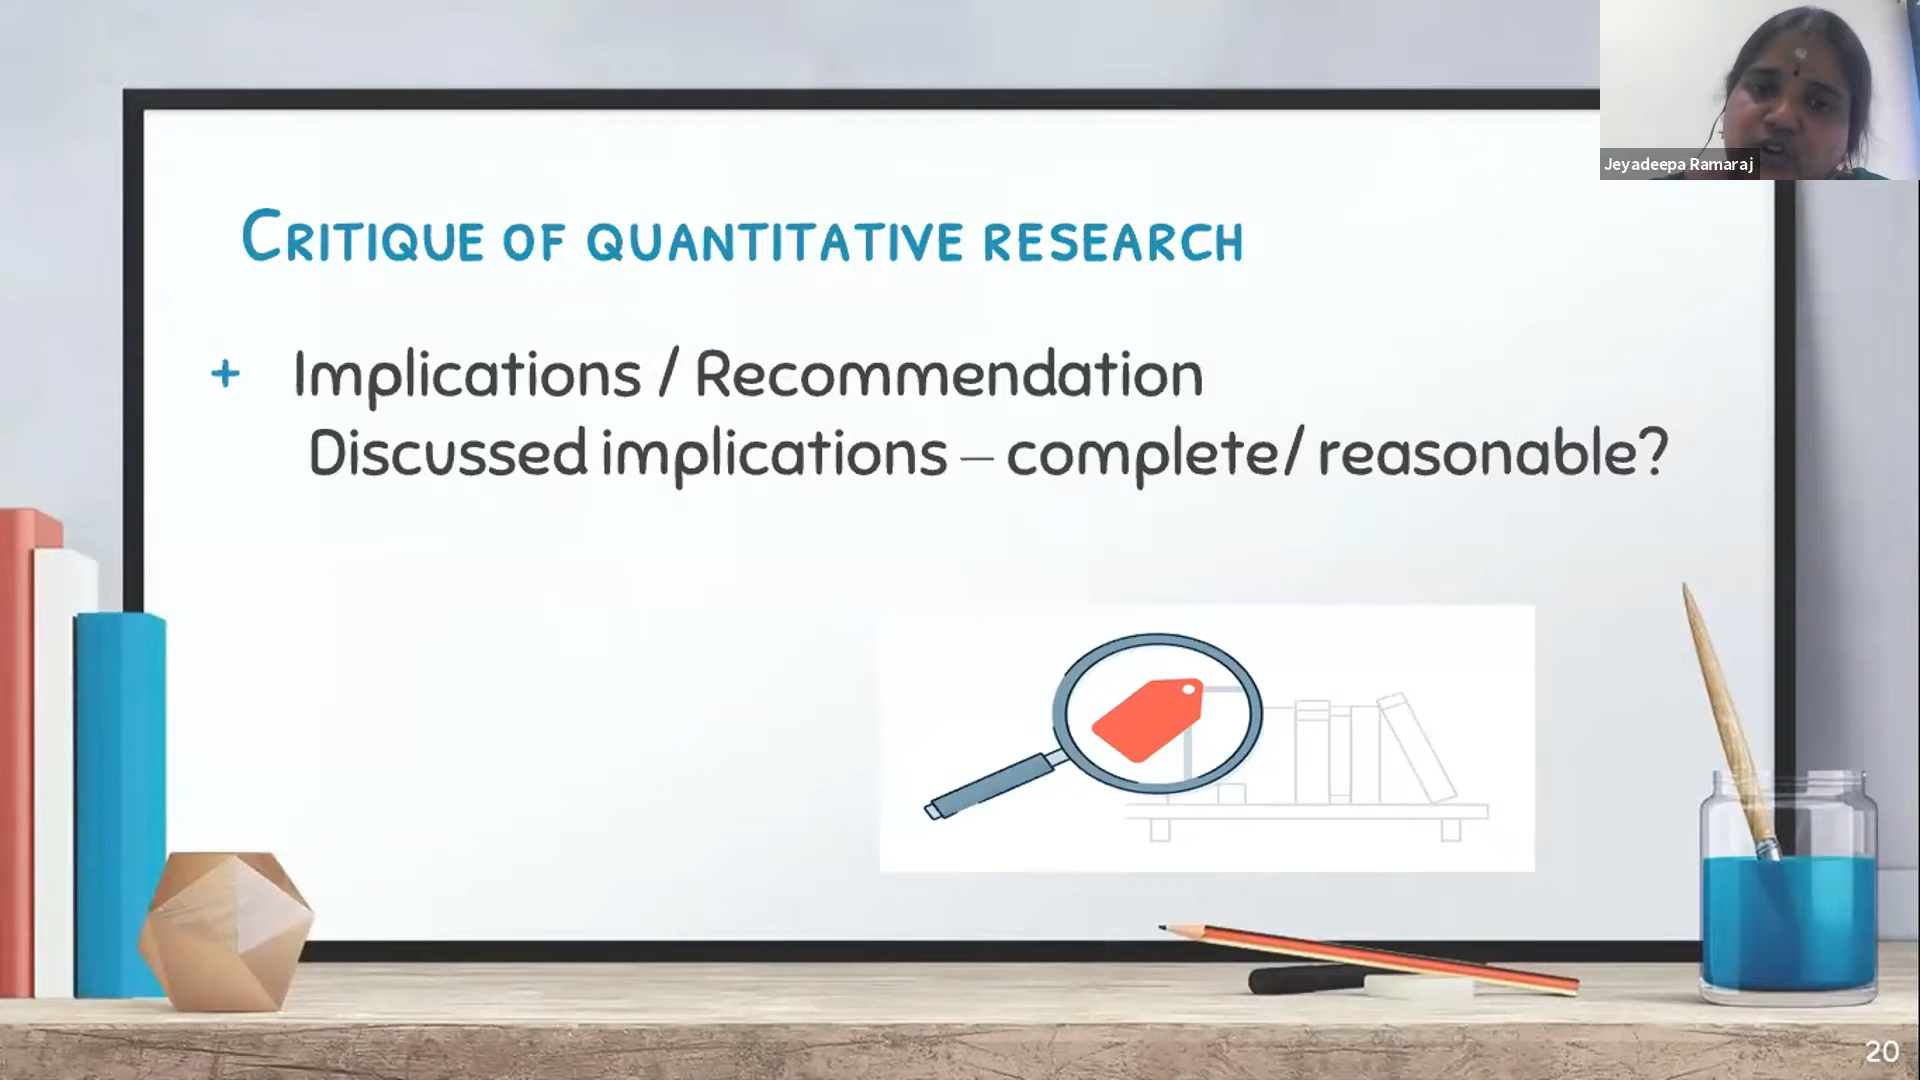 Jeyadeepa Ramaraj
Critique of quantitative research
+ Implications / Recommendation
Discussed implications – complete/ reasonable?
20